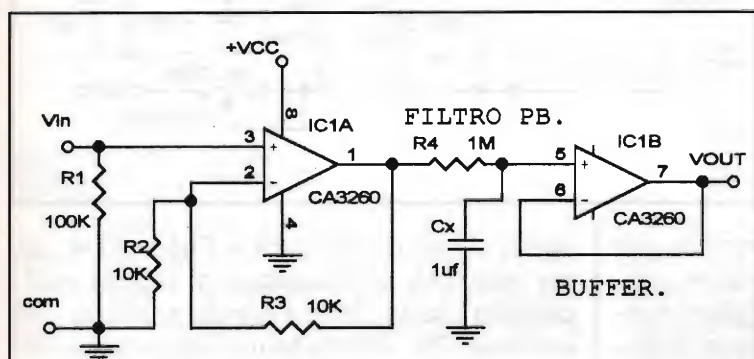 +VCC
8
Vin
3
+
IC1A
1
2
-
CA3260
4
R1
100K
R2
10K
R3 10K
com
FILTRO PB.
R4 1M
Cx
1uf
5
+
IC1B
7
VOUT
6
-
CA3260
BUFFER.